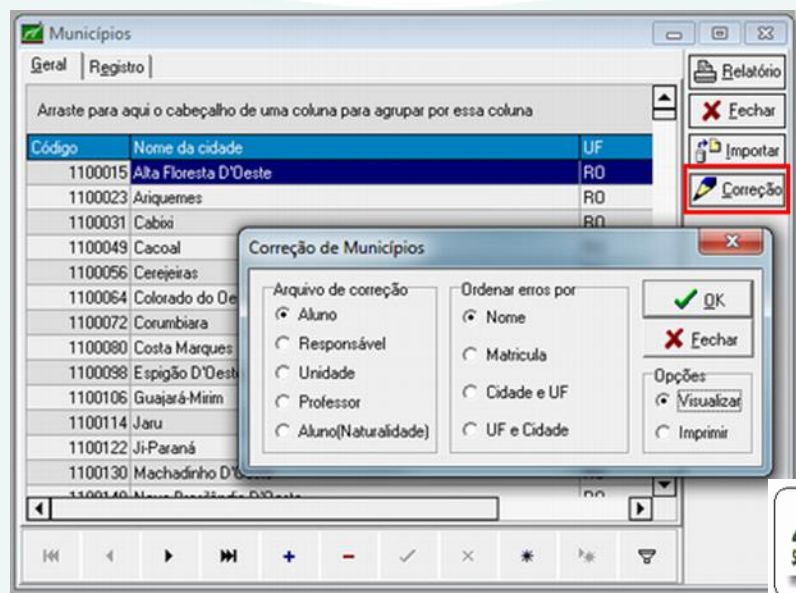 Municípios
Geral Registro
Arraste para aqui o cabeçalho de uma coluna para agrupar por essa coluna
Código Nome da cidade UF
1100015 Alta Floresta D'Oeste RO
1100023 Ariquemes RO
1100031 Cabixi RO
1100049 Cacoal
1100056 Cerejeiras
1100064 Colorado do Oe
1100072 Corumbiara
1100080 Costa Marques
1100098 Espigão D'Oest
1100106 Guajará-Mirim
1100114 Jaru
1100122 Ji-Paraná
1100130 Machadinho D'O
Relatório
Fechar
Importar
Correção
Correção de Municípios
Arquivo de correção
Aluno
Responsável
Unidade
Professor
Aluno(Naturalidade)
Ordenar erros por
Nome
Matricula
Cidade e UF
UF e Cidade
OK
Fechar
Opções
Visualizar
Imprimir